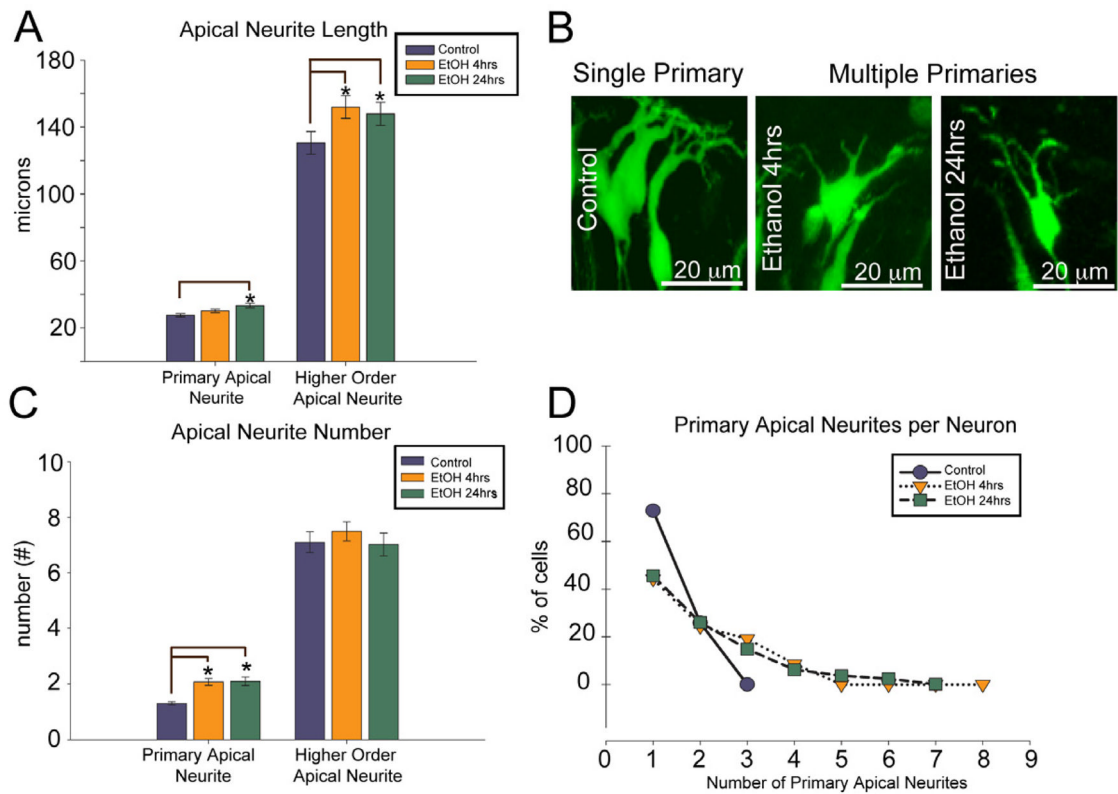 A
Apical Neurite Length
Control
EtOH 4hrs
EtOH 24hrs
180
140
100
60
20
microns
*
*
*
Primary Apical
Neurite
Higher Order
Apical Neurite
B
Single Primary
Multiple Primaries
Control
20 μm
Ethanol 4hrs
20 μm
Ethanol 24hrs
20 μm
C
Apical Neurite Number
Control
EtOH 4hrs
EtOH 24hrs
10
8
6
4
2
0
number (#)
*
*
Primary Apical
Neurite
Higher Order
Apical Neurite
D
Primary Apical Neurites per Neuron
Control
EtOH 4hrs
EtOH 24hrs
100
80
60
40
20
0
% of cells
0 1 2 3 4 5 6 7 8 9
Number of Primary Apical Neurites